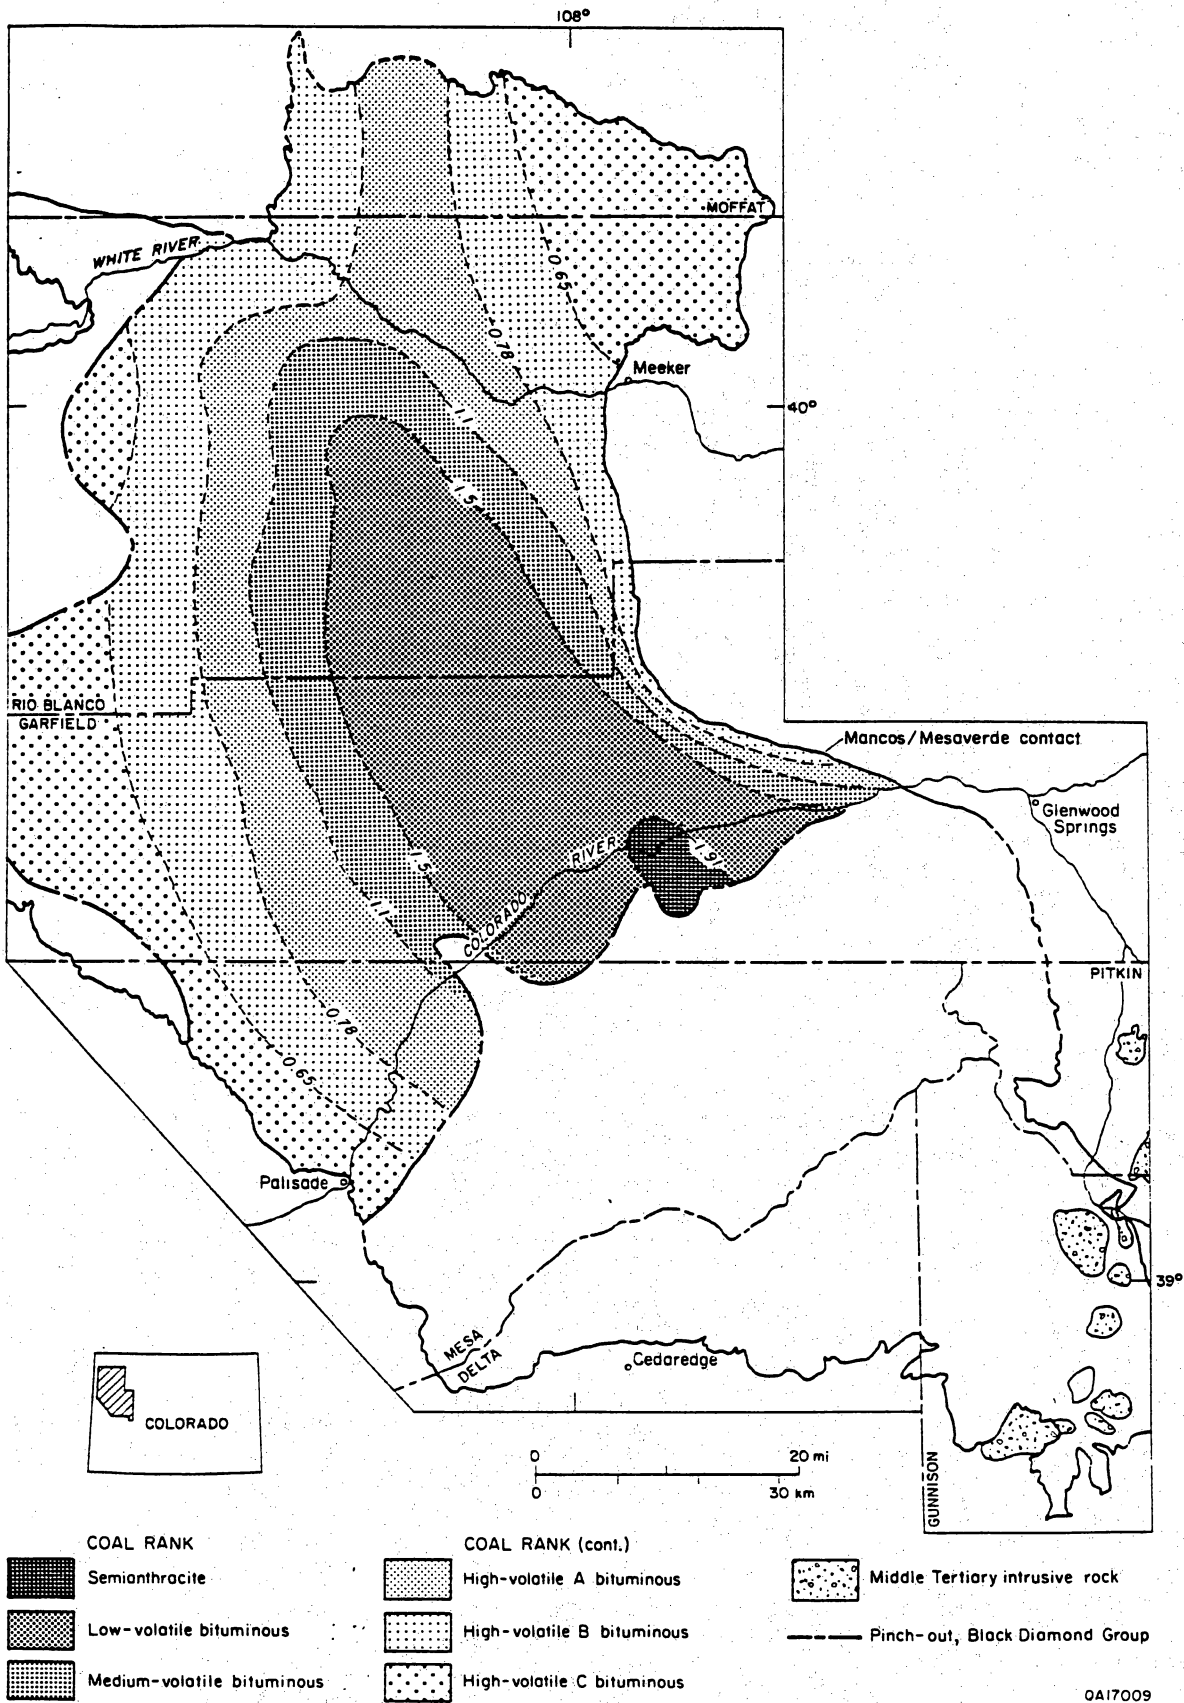 108°
MOFFAT
WHITE RIVER
0.65
0.78
Meeker
40°
1.1
1.5
RIO BLANCO
GARFIELD
Mancos/Mesaverde contact
Glenwood
Springs
RIVER
1.91
1.5
1.1
COLORADO
PITKIN
0.78
0.65
Palisade
39°
MESA
DELTA
Cedaredge
COLORADO
GUNNISON
0 20 mi
0 30 km
COAL RANK
Semianthracite
Low-volatile bituminous
Medium-volatile bituminous
COAL RANK (cont.)
High-volatile A bituminous
High-volatile B bituminous
High-volatile C bituminous
Middle Tertiary intrusive rock
Pinch-out, Black Diamond Group
QA17009